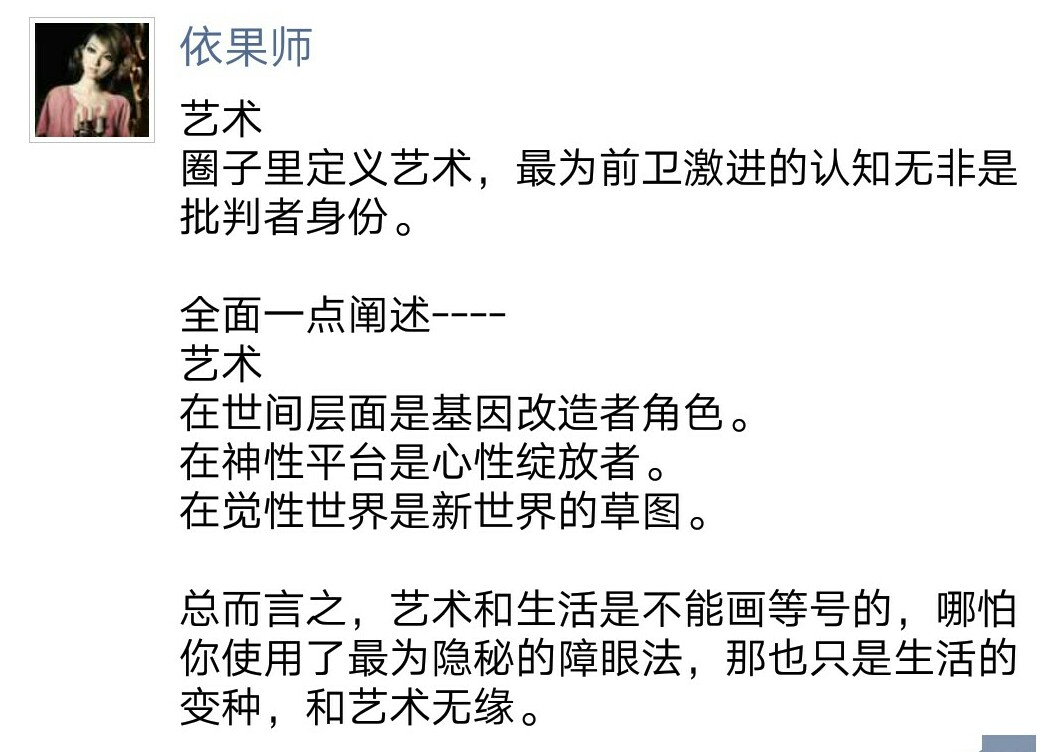 依果师
艺术
圈子里定义艺术，最为前卫激进的认知无非是
批判者身份。
全面一点阐述----
艺术
在世间层面是基因改造者角色。
在神性平台是心性绽放者。
在觉性世界是新世界的草图。
总而言之，艺术和生活是不能画等号的，哪怕
你使用了最为隐秘的障眼法，那也只是生活的
变种，和艺术无缘。